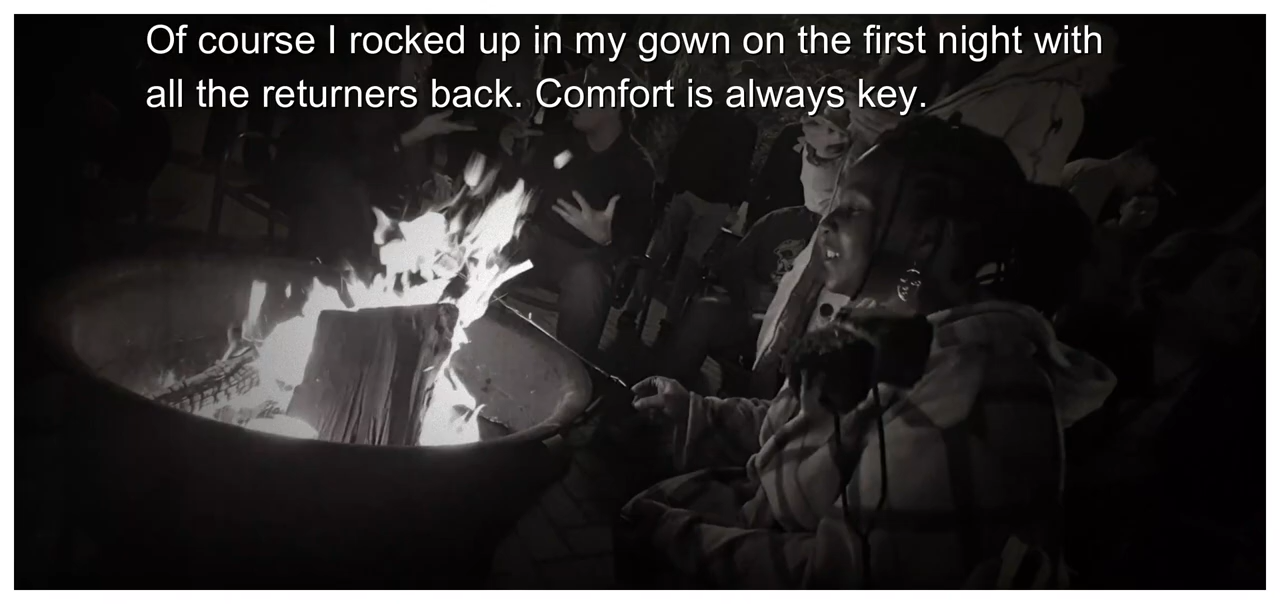 Of course I rocked up in my gown on the first night with
all the returners back. Comfort is always key.